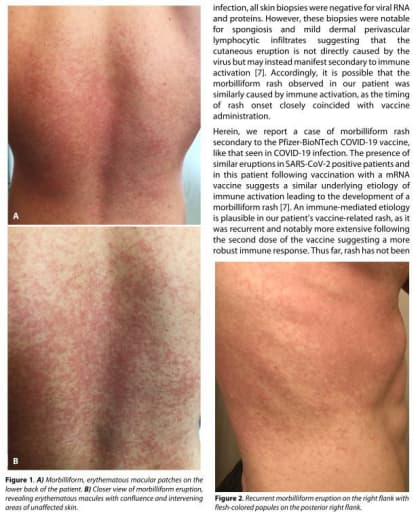 infection, all skin biopsies were negative for viral RNA
and proteins. However, these biopsies were notable
for spongiosis and mild dermal perivascular
lymphocytic infiltrates suggesting that the
cutaneous eruption is not directly caused by the
virus but may instead manifest secondary to immune
activation [7]. Accordingly, it is possible that the
morbilliform rash observed in our patient was
similarly caused by immune activation, as the timing
of rash onset closely coincided with vaccine
administration.
Herein, we report a case of morbilliform rash
secondary to the Pfizer-BioNTech COVID-19 vaccine,
like that seen in COVID-19 infection. The presence of
similar eruptions in SARS-CoV-2 positive patients and
in this patient following vaccination with a mRNA
vaccine suggests a similar underlying etiology of
immune activation leading to the development of a
morbilliform rash [7]. An immune-mediated etiology
is plausible in our patient's vaccine-related rash, as it
was recurrent and notably more extensive following
the second dose of the vaccine suggesting a more
robust immune response. Thus far, rash has not been
A
B
Figure 1. A) Morbilliform, erythematous macular patches on the
lower back of the patient. B) Closer view of morbilliform eruption,
revealing erythematous macules with confluence and intervening
areas of unaffected skin.
Figure 2. Recurrent morbilliform eruption on the right flank with
flesh-colored papules on the posterior right flank.